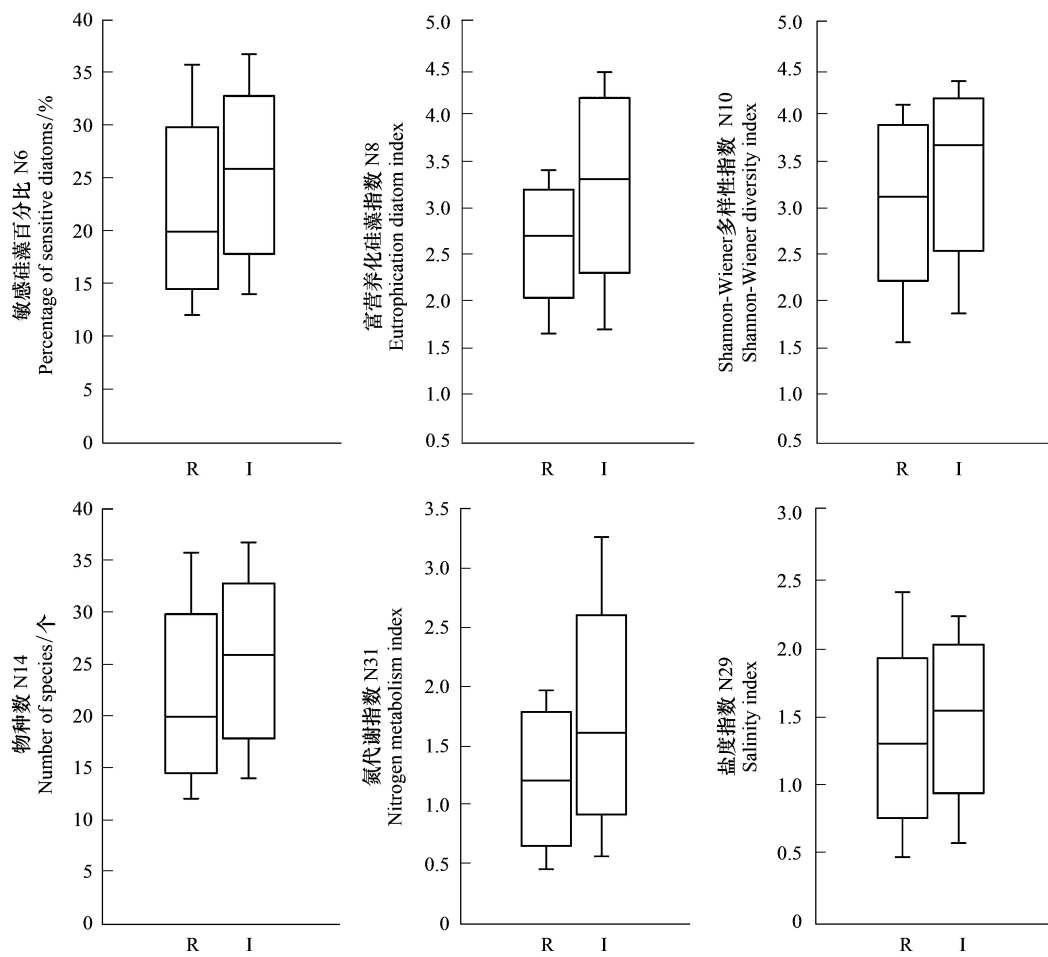 敏感硅藻百分比 N6
Percentage of sensitive diatoms/%
40
35
30
25
20
15
10
5
0
R I
富营养化硅藻指数 N8
Eutrophication diatom index
5.0
4.5
4.0
3.5
3.0
2.5
2.0
1.5
1.0
0.5
R I
Shannon-Wiener多样性指数 N10
Shannon-Wiener diversity index
5.0
4.5
4.0
3.5
3.0
2.5
2.0
1.5
1.0
0.5
R I
物种数 N14
Number of species/个
40
35
30
25
20
15
10
5
0
R I
氮代谢指数 N31
Nitrogen metabolism index
3.5
3.0
2.5
2.0
1.5
1.0
0.5
0
R I
盐度指数 N29
Salinity index
3.0
2.5
2.0
1.5
1.0
0.5
0
R I